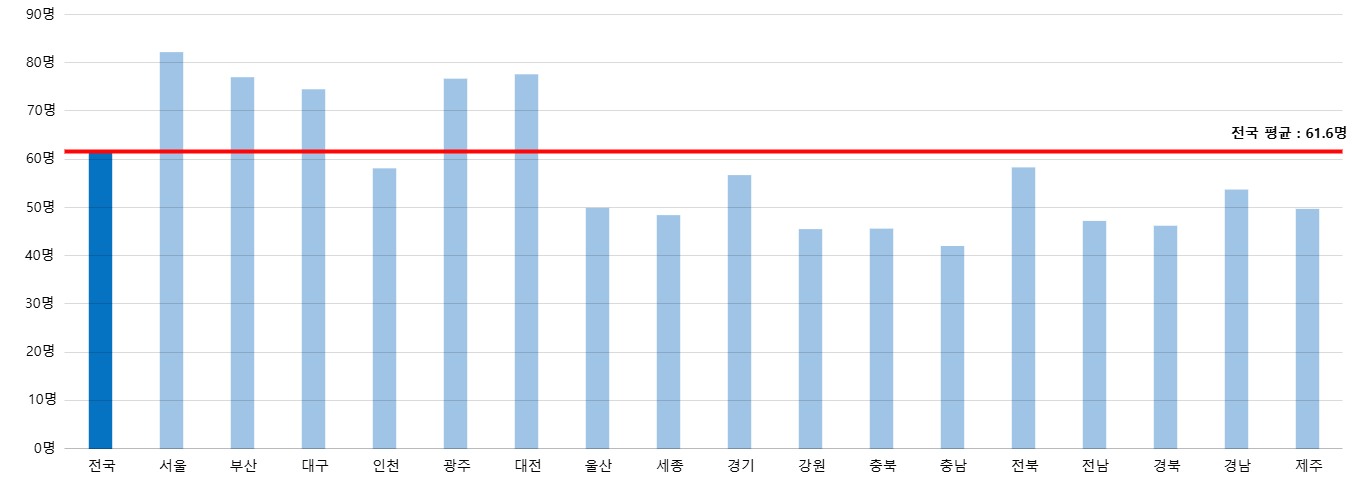 90명
80명
70명
전국 평균 : 61.6명
60명
50명
40명
30명
20명
10명
0명
전국 서울 부산 대구 인천 광주 대전 울산 세종 경기 강원 충북 충남 전북 전남 경북 경남 제주